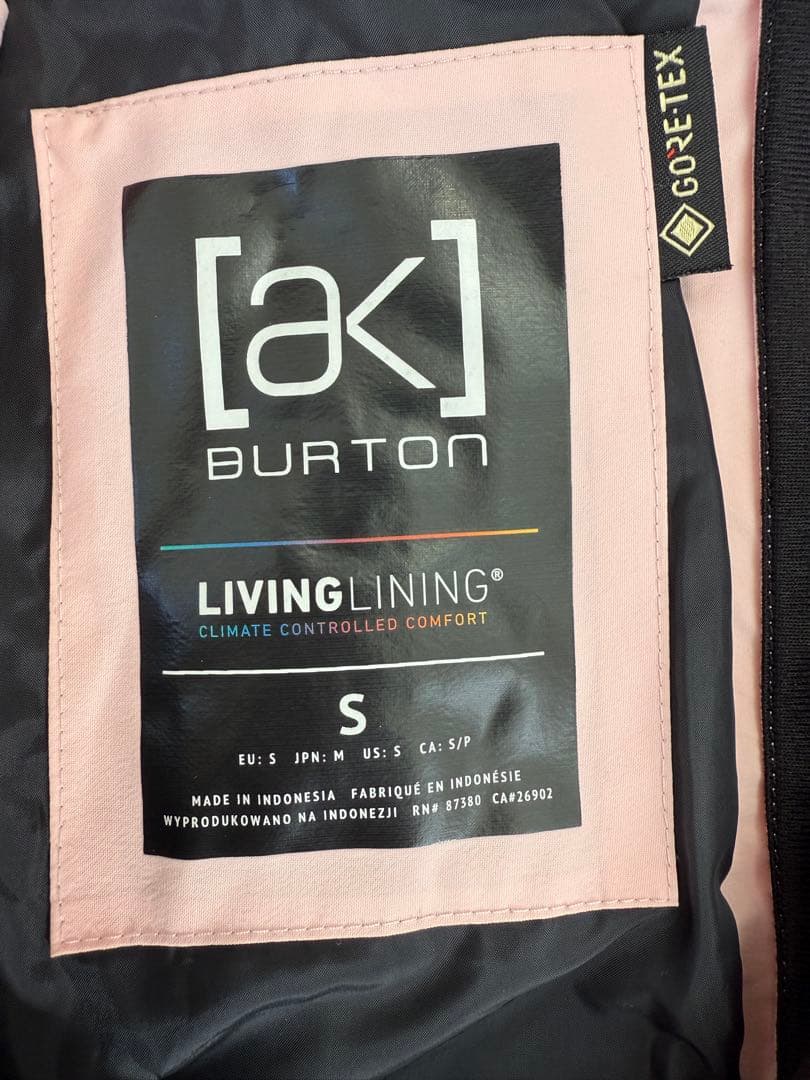 [ak]
BURTON
LIVINGLINING®
CLIMATE CONTROLLED COMFORT
S
EU: S JPN: M US: S CA: S/P
MADE IN INDONESIA FABRIQUÉ EN INDONÉSIE
WYPRODUKOWANO NA INDONEZJI RN# 87380 CA#26902
GORE-TEX